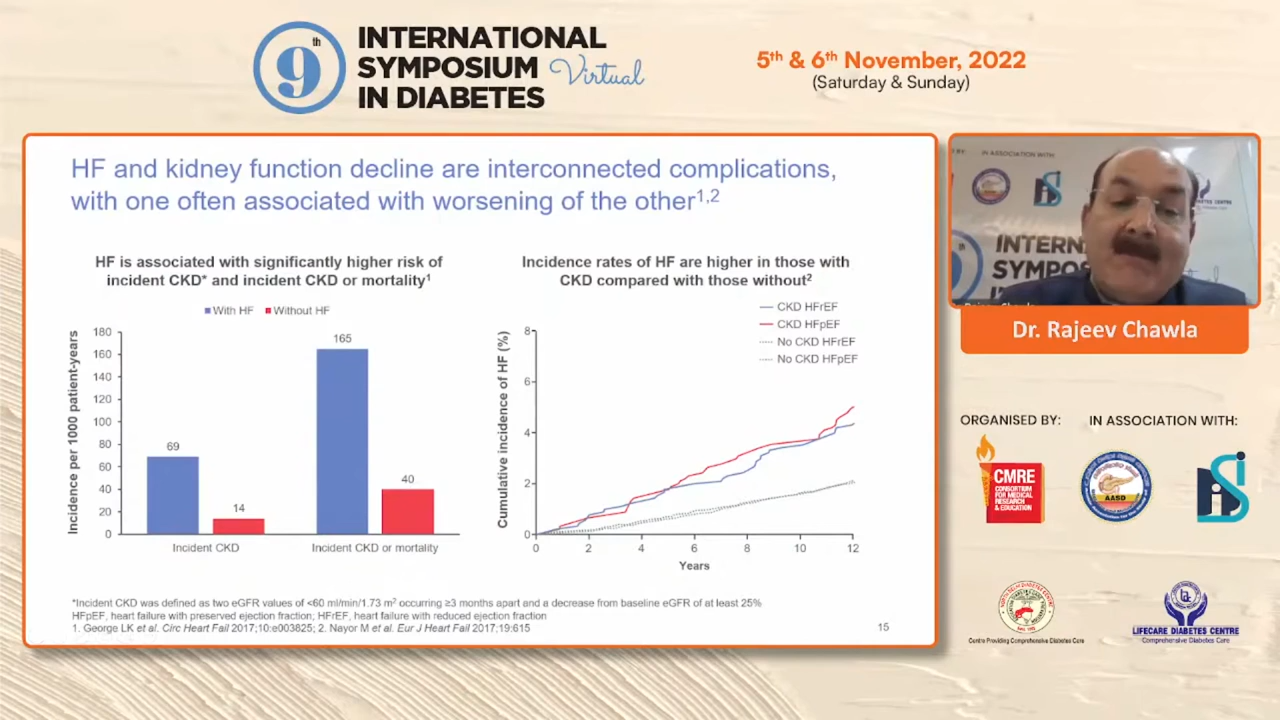 9th
INTERNATIONAL
SYMPOSIUM Virtual
IN DIABETES
5th & 6th November, 2022
(Saturday & Sunday)
HF and kidney function decline are interconnected complications,
with one often associated with worsening of the other1,2
HF is associated with significantly higher risk of
incident CKD* and incident CKD or mortality1
With HF Without HF
Incidence per 1000 patient-years
180
160
140
120
100
80
60
40
20
0
69
14
165
40
Incident CKD
Incident CKD or mortality
Incidence rates of HF are higher in those with
CKD compared with those without2
CKD HFrEF
CKD HFpEF
No CKD HFrEF
No CKD HFpEF
Cumulative incidence of HF (%)
8
6
4
2
0
0 2 4 6 8 10 12
Years
*Incident CKD was defined as two eGFR values of <60 ml/min/1.73 m2 occurring ≥3 months apart and a decrease from baseline eGFR of at least 25%
HFpEF, heart failure with preserved ejection fraction; HFrEF, heart failure with reduced ejection fraction
1. George LK et al. Circ Heart Fail 2017;10:e003825; 2. Nayor M et al. Eur J Heart Fail 2017;19:615
15
IN ASSOCIATION WITH
INTERN
SYMPOS
IN D
Dr. Rajeev Chawla
ORGANISED BY:
IN ASSOCIATION WITH:
CMRE
CONSORTIUM
FOR MEDICAL
RESEARCH
& EDUCATION
AASD
Centre Providing Comprehensive Diabetes Care
LIFECARE DIABETES CENTRE
Comprehensive Diabetes Care